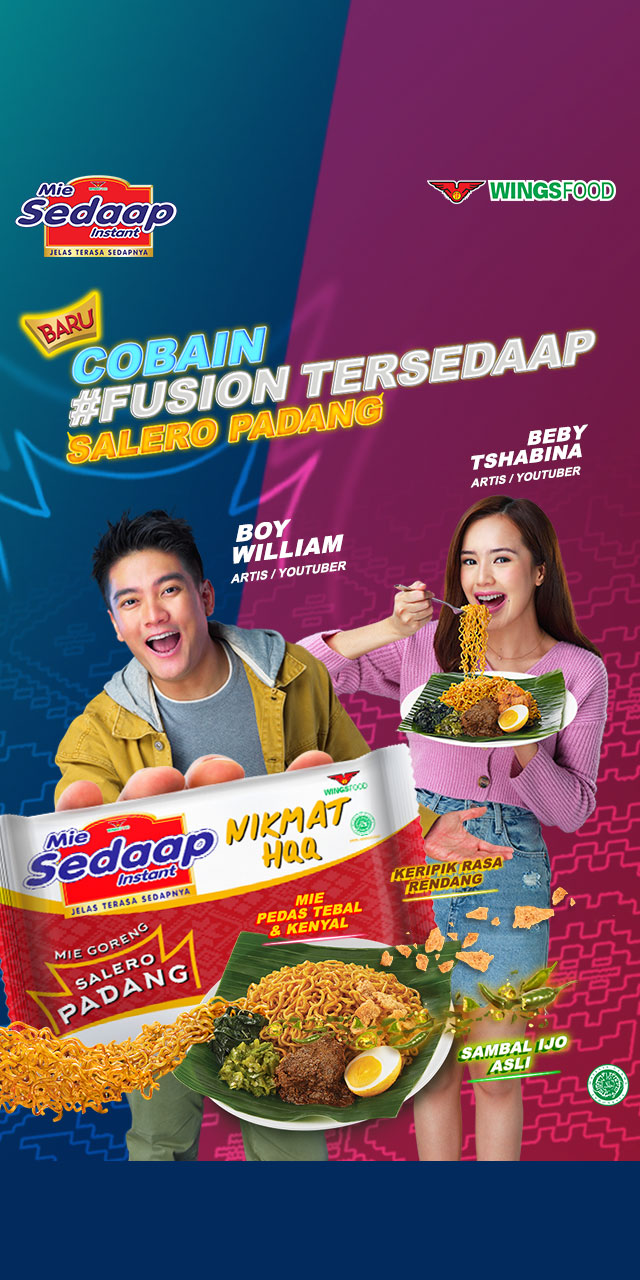 Mie
Sedaap
Instant
JELAS TERASA SEDAPNYA
WINGSFOOD
BARU
COBAIN
#FUSION TERSEDAAP
SALERO PADANG
BEBY
TSHABINA
ARTIS / YOUTUBER
BOY
WILLIAM
ARTIS / YOUTUBER
WINGSFOOD
Mie
Sedaap
Instant
JELAS TERASA SEDAPNYA
NIKMAT
Haa
MIE GORENG
SALERO
PADANG
MIE
PEDAS TEBAL
& KENYAL
KERIPIK RASA
RENDANG
SAMBAL IJO
ASLI